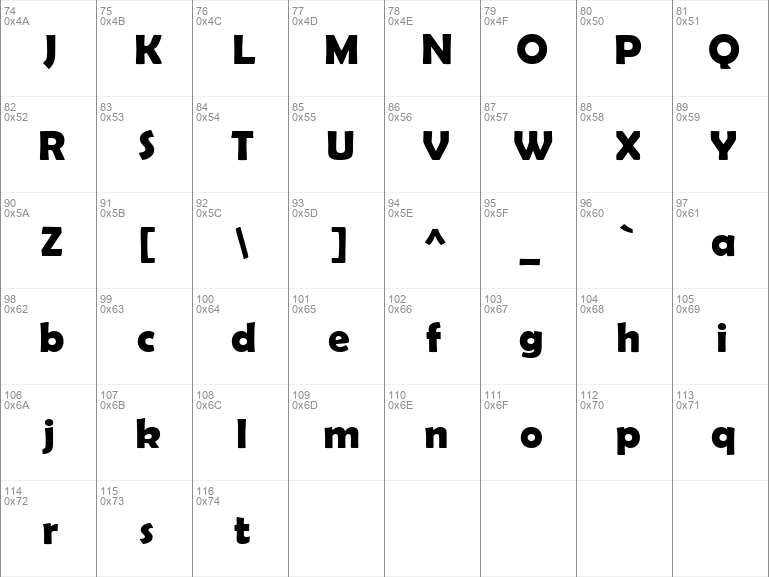 74 75 76 77 78 79 80 81
0x4A 0x4B 0x4C 0x4D 0x4E 0x4F 0x50 0x51
J K L M N O P Q
82 83 84 85 86 87 88 89
0x52 0x53 0x54 0x55 0x56 0x57 0x58 0x59
R S T U V W X Y
90 91 92 93 94 95 96 97
0x5A 0x5B 0x5C 0x5D 0x5E 0x5F 0x60 0x61
Z [ \ ] ^ _ ` a
98 99 100 101 102 103 104 105
0x62 0x63 0x64 0x65 0x66 0x67 0x68 0x69
b c d e f g h i
106 107 108 109 110 111 112 113
0x6A 0x6B 0x6C 0x6D 0x6E 0x6F 0x70 0x71
j k l m n o p q
114 115 116
0x72 0x73 0x74
r s t